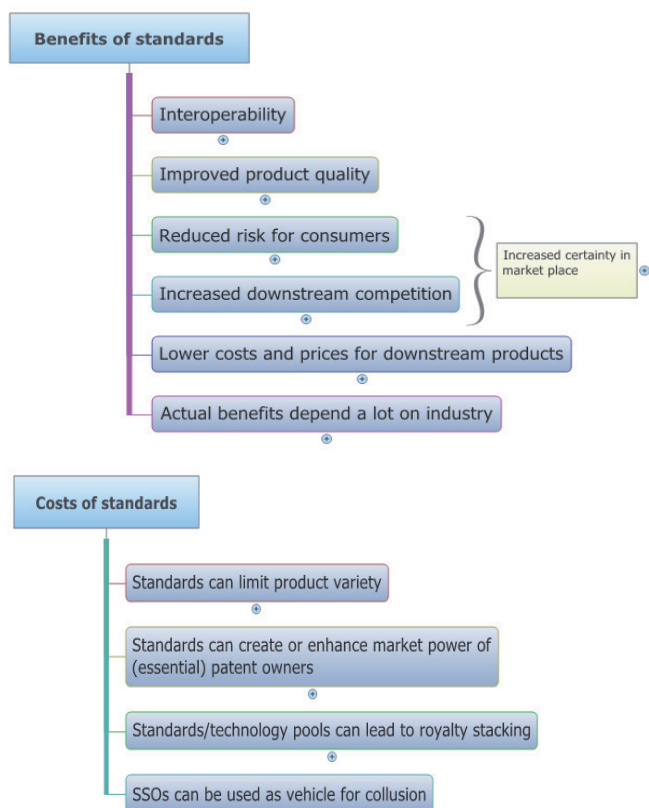 Benefits of standards
Interoperability
Improved product quality
Reduced risk for consumers
Increased downstream competition
Increased certainty in
market place
Lower costs and prices for downstream products
Actual benefits depend a lot on industry
Costs of standards
Standards can limit product variety
Standards can create or enhance market power of
(essential) patent owners
Standards/technology pools can lead to royalty stacking
SSOs can be used as vehicle for collusion